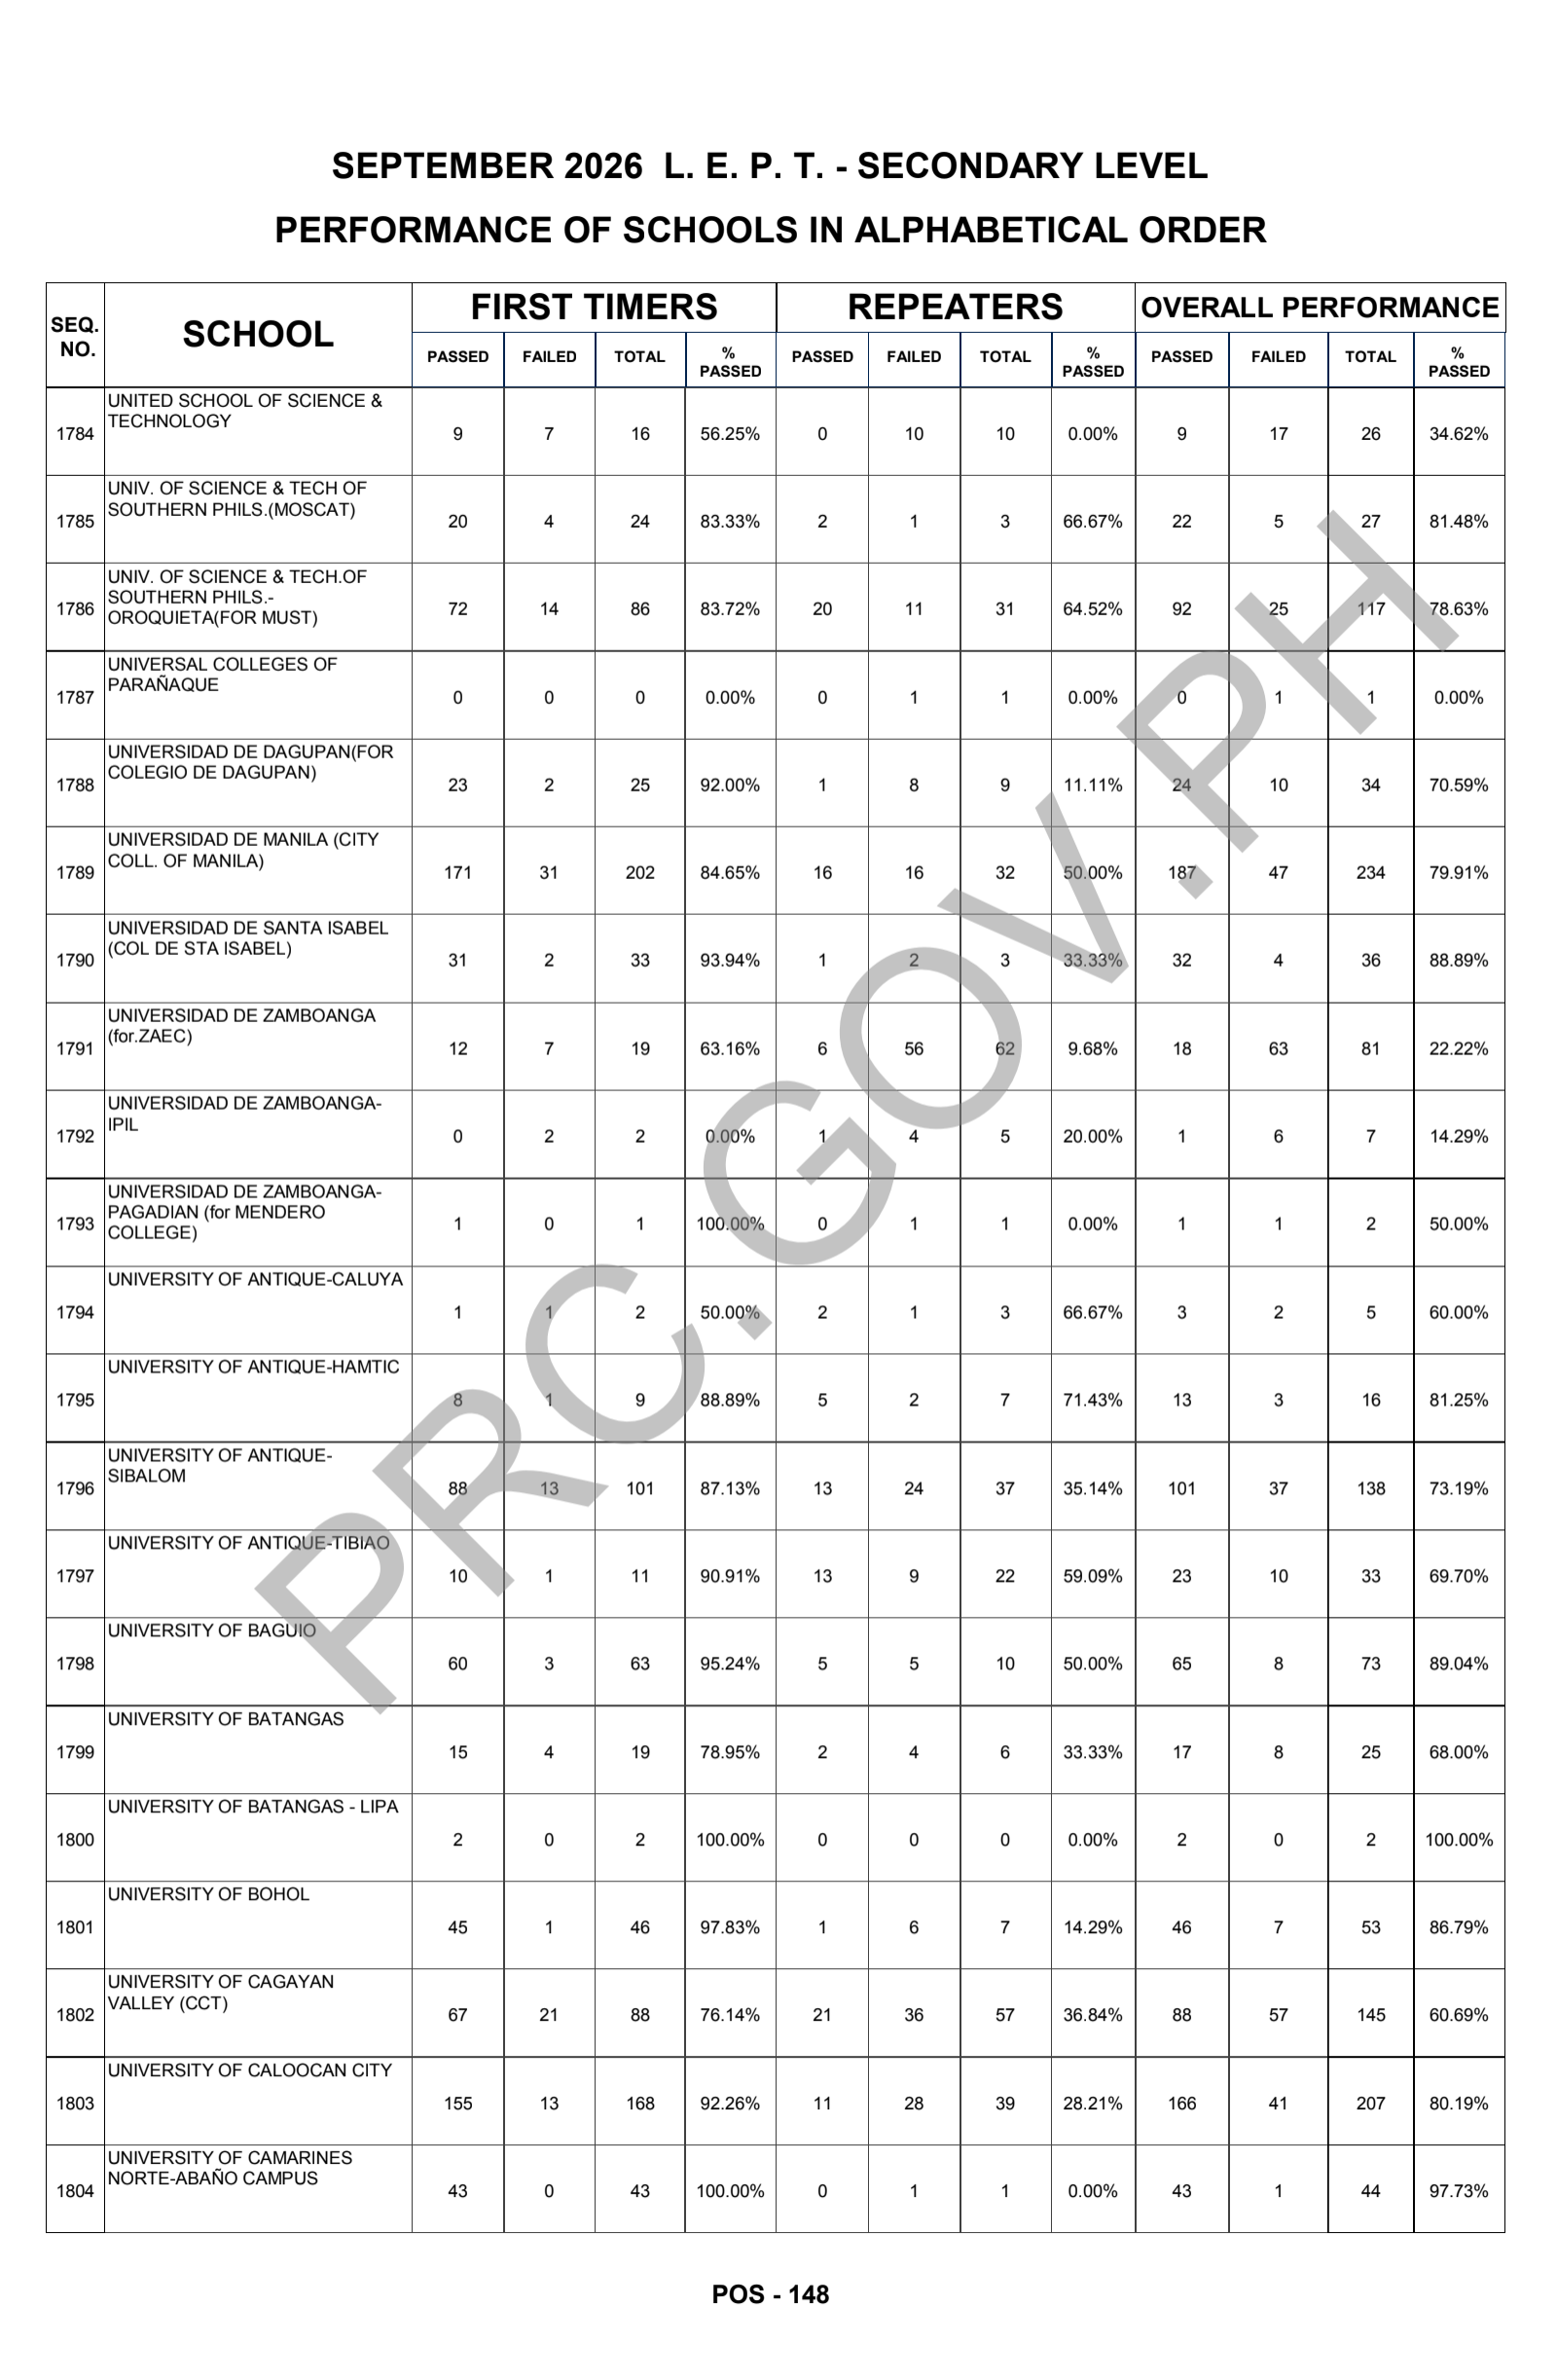 SEPTEMBER 2026 L. E. P. T. - SECONDARY LEVEL
PERFORMANCE OF SCHOOLS IN ALPHABETICAL ORDER
SEQ. NO. SCHOOL FIRST TIMERS REPEATERS OVERALL PERFORMANCE
PASSED FAILED TOTAL % PASSED PASSED FAILED TOTAL % PASSED PASSED FAILED TOTAL % PASSED
UNITED SCHOOL OF SCIENCE &
TECHNOLOGY
1784 9 7 16 56.25% 0 10 10 0.00% 9 17 26 34.62%
UNIV. OF SCIENCE & TECH OF
SOUTHERN PHILS.(MOSCAT)
1785 20 4 24 83.33% 2 1 3 66.67% 22 5 27 81.48%
UNIV. OF SCIENCE & TECH.OF
SOUTHERN PHILS.-
OROQUIETA(FOR MUST)
1786 72 14 86 83.72% 20 11 31 64.52% 92 25 117 78.63%
UNIVERSAL COLLEGES OF
PARAÑAQUE
1787 0 0 0 0.00% 0 1 1 0.00% 0 1 1 0.00%
UNIVERSIDAD DE DAGUPAN(FOR
COLEGIO DE DAGUPAN)
1788 23 2 25 92.00% 1 8 9 11.11% 24 10 34 70.59%
UNIVERSIDAD DE MANILA (CITY
COLL. OF MANILA)
1789 171 31 202 84.65% 16 16 32 50.00% 187 47 234 79.91%
UNIVERSIDAD DE SANTA ISABEL
(COL DE STA ISABEL)
1790 31 2 33 93.94% 1 2 3 33.33% 32 4 36 88.89%
UNIVERSIDAD DE ZAMBOANGA
(for.ZAEC)
1791 12 7 19 63.16% 6 56 62 9.68% 18 63 81 22.22%
UNIVERSIDAD DE ZAMBOANGA-
IPIL
1792 0 2 2 0.00% 1 4 5 20.00% 1 6 7 14.29%
UNIVERSIDAD DE ZAMBOANGA-
PAGADIAN (for MENDERO
COLLEGE)
1793 1 0 1 100.00% 0 1 1 0.00% 1 1 2 50.00%
UNIVERSITY OF ANTIQUE-CALUYA
1794 1 1 2 50.00% 2 1 3 66.67% 3 2 5 60.00%
UNIVERSITY OF ANTIQUE-HAMTIC
1795 8 1 9 88.89% 5 2 7 71.43% 13 3 16 81.25%
UNIVERSITY OF ANTIQUE-
SIBALOM
1796 88 13 101 87.13% 13 24 37 35.14% 101 37 138 73.19%
UNIVERSITY OF ANTIQUE-TIBIAO
1797 10 1 11 90.91% 13 9 22 59.09% 23 10 33 69.70%
UNIVERSITY OF BAGUIO
1798 60 3 63 95.24% 5 5 10 50.00% 65 8 73 89.04%
UNIVERSITY OF BATANGAS
1799 15 4 19 78.95% 2 4 6 33.33% 17 8 25 68.00%
UNIVERSITY OF BATANGAS - LIPA
1800 2 0 2 100.00% 0 0 0 0.00% 2 0 2 100.00%
UNIVERSITY OF BOHOL
1801 45 1 46 97.83% 1 6 7 14.29% 46 7 53 86.79%
UNIVERSITY OF CAGAYAN
VALLEY (CCT)
1802 67 21 88 76.14% 21 36 57 36.84% 88 57 145 60.69%
UNIVERSITY OF CALOOCAN CITY
1803 155 13 168 92.26% 11 28 39 28.21% 166 41 207 80.19%
UNIVERSITY OF CAMARINES
NORTE-ABAÑO CAMPUS
1804 43 0 43 100.00% 0 1 1 0.00% 43 1 44 97.73%
PRC.GOV.PH
POS - 148